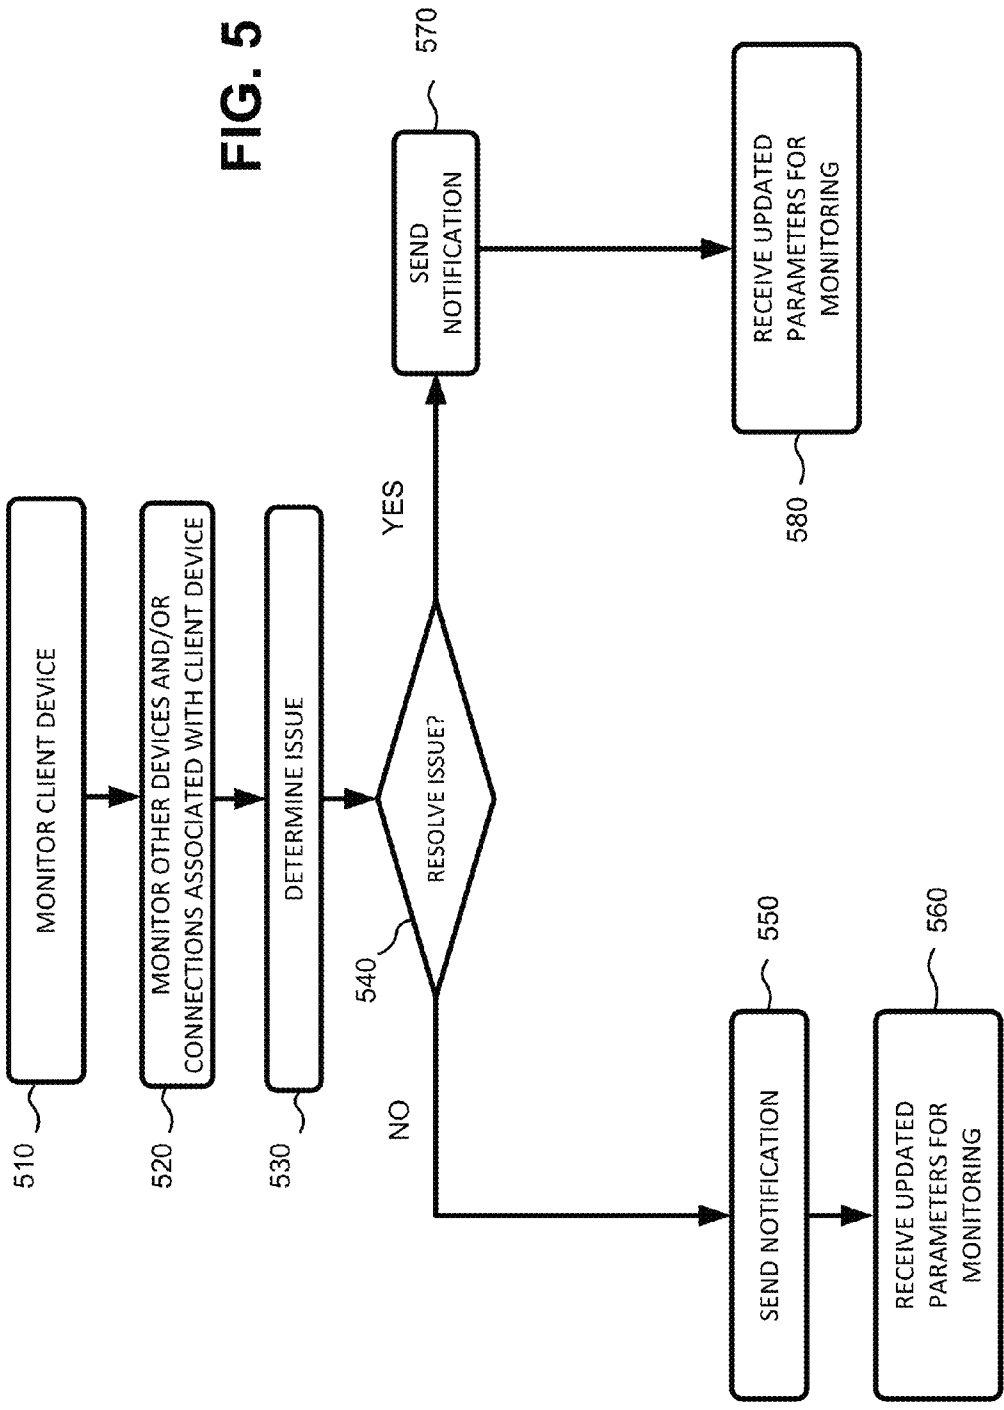 510
MONITOR CLIENT DEVICE
520
MONITOR OTHER DEVICES AND/OR
CONNECTIONS ASSOCIATED WITH CLIENT DEVICE
530
DETERMINE ISSUE
540
RESOLVE ISSUE?
NO
YES
SEND
NOTIFICATION
570
SEND NOTIFICATION
550
RECEIVE UPDATED
PARAMETERS FOR
MONITORING
560
580
RECEIVE UPDATED
PARAMETERS FOR
MONITORING
FIG. 5